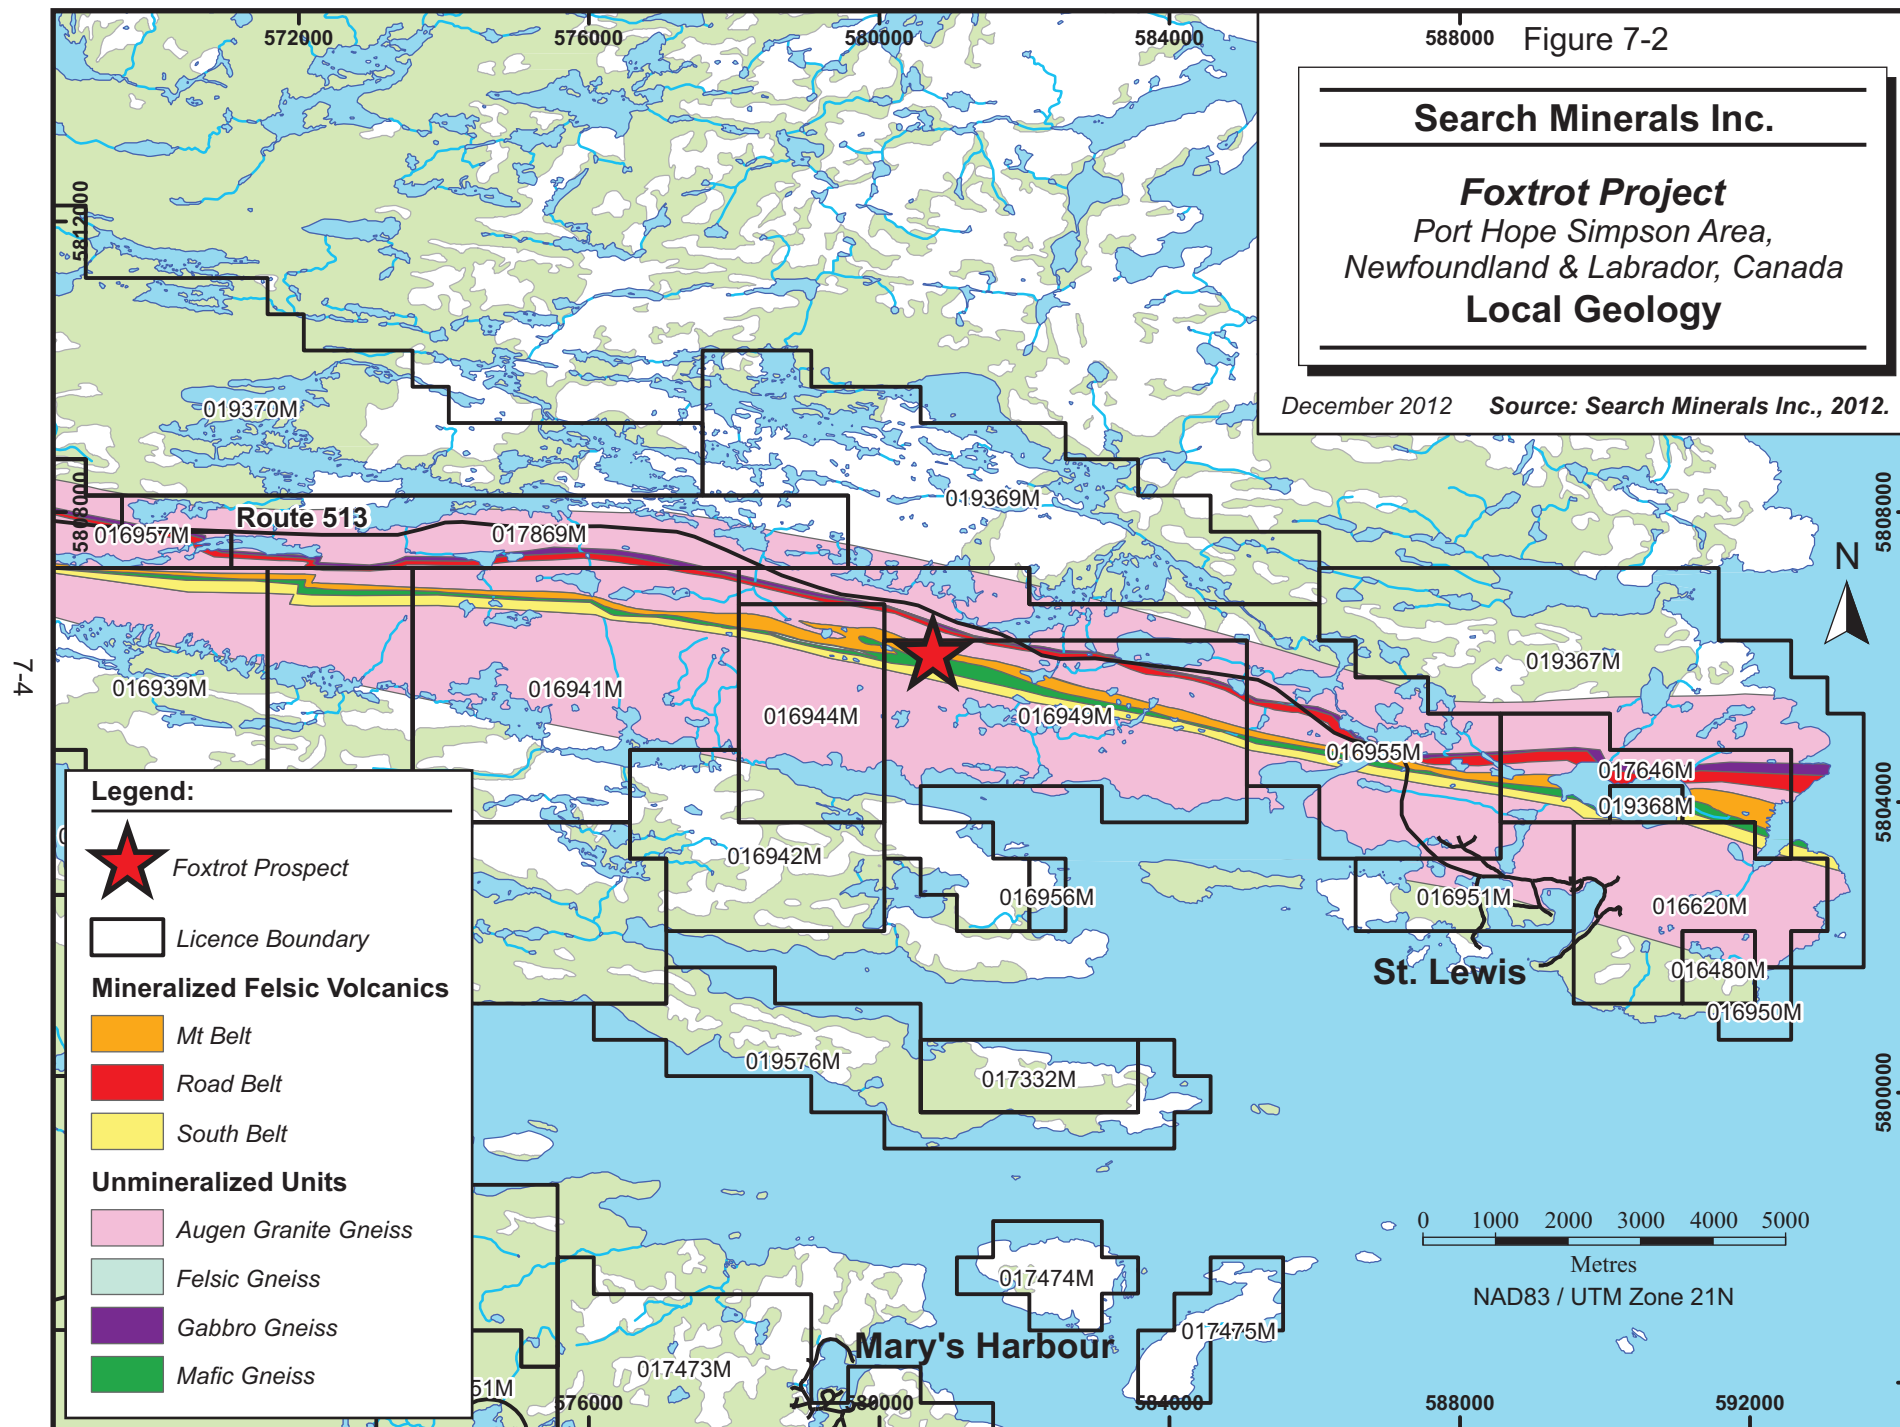 572000
576000
580000
584000
588000
Figure 7-2
Search Minerals Inc.
Foxtrot Project
Port Hope Simpson Area,
Newfoundland & Labrador, Canada
Local Geology
December 2012
Source: Search Minerals Inc., 2012.
5812000
5808000
5808000
5804000
5800000
7-4
019370M
019369M
Route 513
016957M
017869M
N
019367M
016939M
016941M
016944M
016949M
016955M
017646M
019368M
016942M
016956M
016951M
016620M
St. Lewis
016480M
016950M
019576M
017332M
017474M
017475M
Mary's Harbour
017473M
51M
576000
580000
584000
588000
592000
Legend:
Foxtrot Prospect
Licence Boundary
Mineralized Felsic Volcanics
Mt Belt
Road Belt
South Belt
Unmineralized Units
Augen Granite Gneiss
Felsic Gneiss
Gabbro Gneiss
Mafic Gneiss
0 1000 2000 3000 4000 5000
Metres
NAD83 / UTM Zone 21N